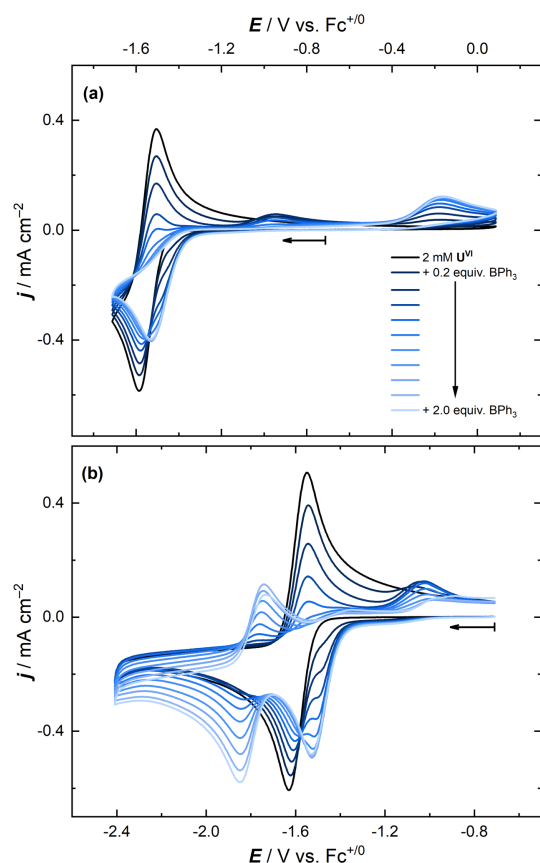 E / V vs. Fc⁺ᐟ⁰
-1.6 -1.2 -0.8 -0.4 0.0
(a)
0.4
0.0
-0.4
j / mA cm⁻²
2 mM Uⱽᴵ
+ 0.2 equiv. BPh₃
+ 2.0 equiv. BPh₃
(b)
0.4
0.0
-0.4
j / mA cm⁻²
-2.4 -2.0 -1.6 -1.2 -0.8
E / V vs. Fc⁺ᐟ⁰